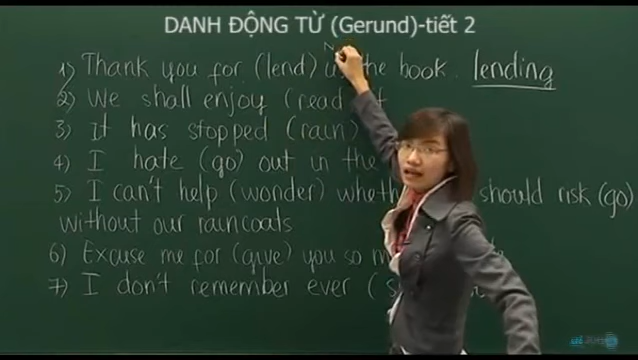 DANH ĐỘNG TỪ (Gerund)-tiết 2
1) Thank you for (lend) the book. lending
2) We shall enjoy (read
3) It has stopped (rain)
4) I hate (go) out in the
5) I can't help (wonder) should risk (go)
without our raincoats
6) Excuse me for (give) you so
7) I don't remember ever (